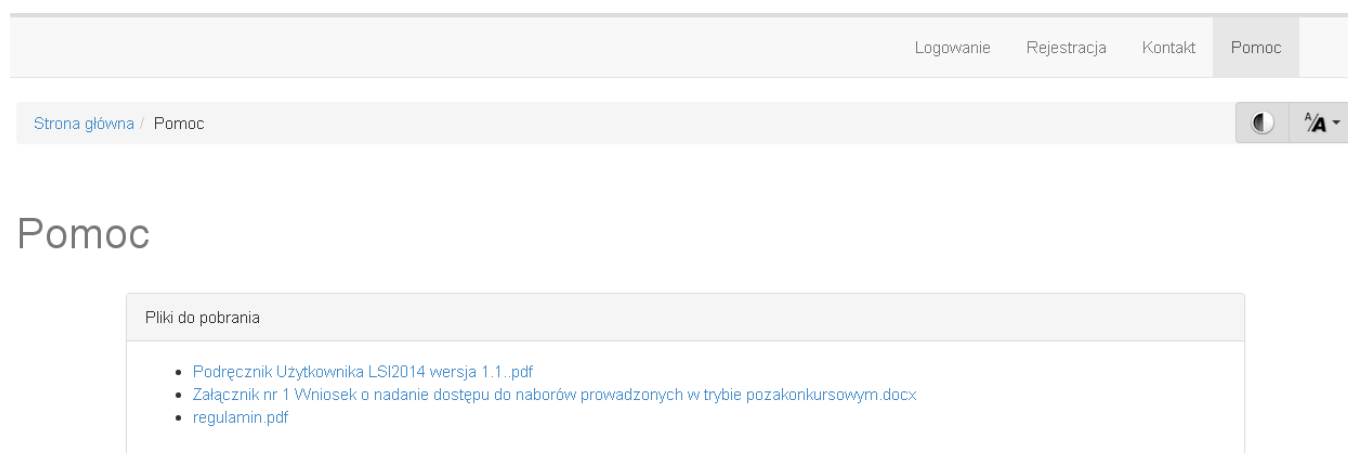 Logowanie Rejestracja Kontakt Pomoc
Strona główna / Pomoc
A/A
Pomoc
Pliki do pobrania
Podręcznik Użytkownika LSI2014 wersja 1.1..pdf
Załącznik nr 1 Wniosek o nadanie dostępu do naborów prowadzonych w trybie pozakonkursowym.docx
regulamin.pdf